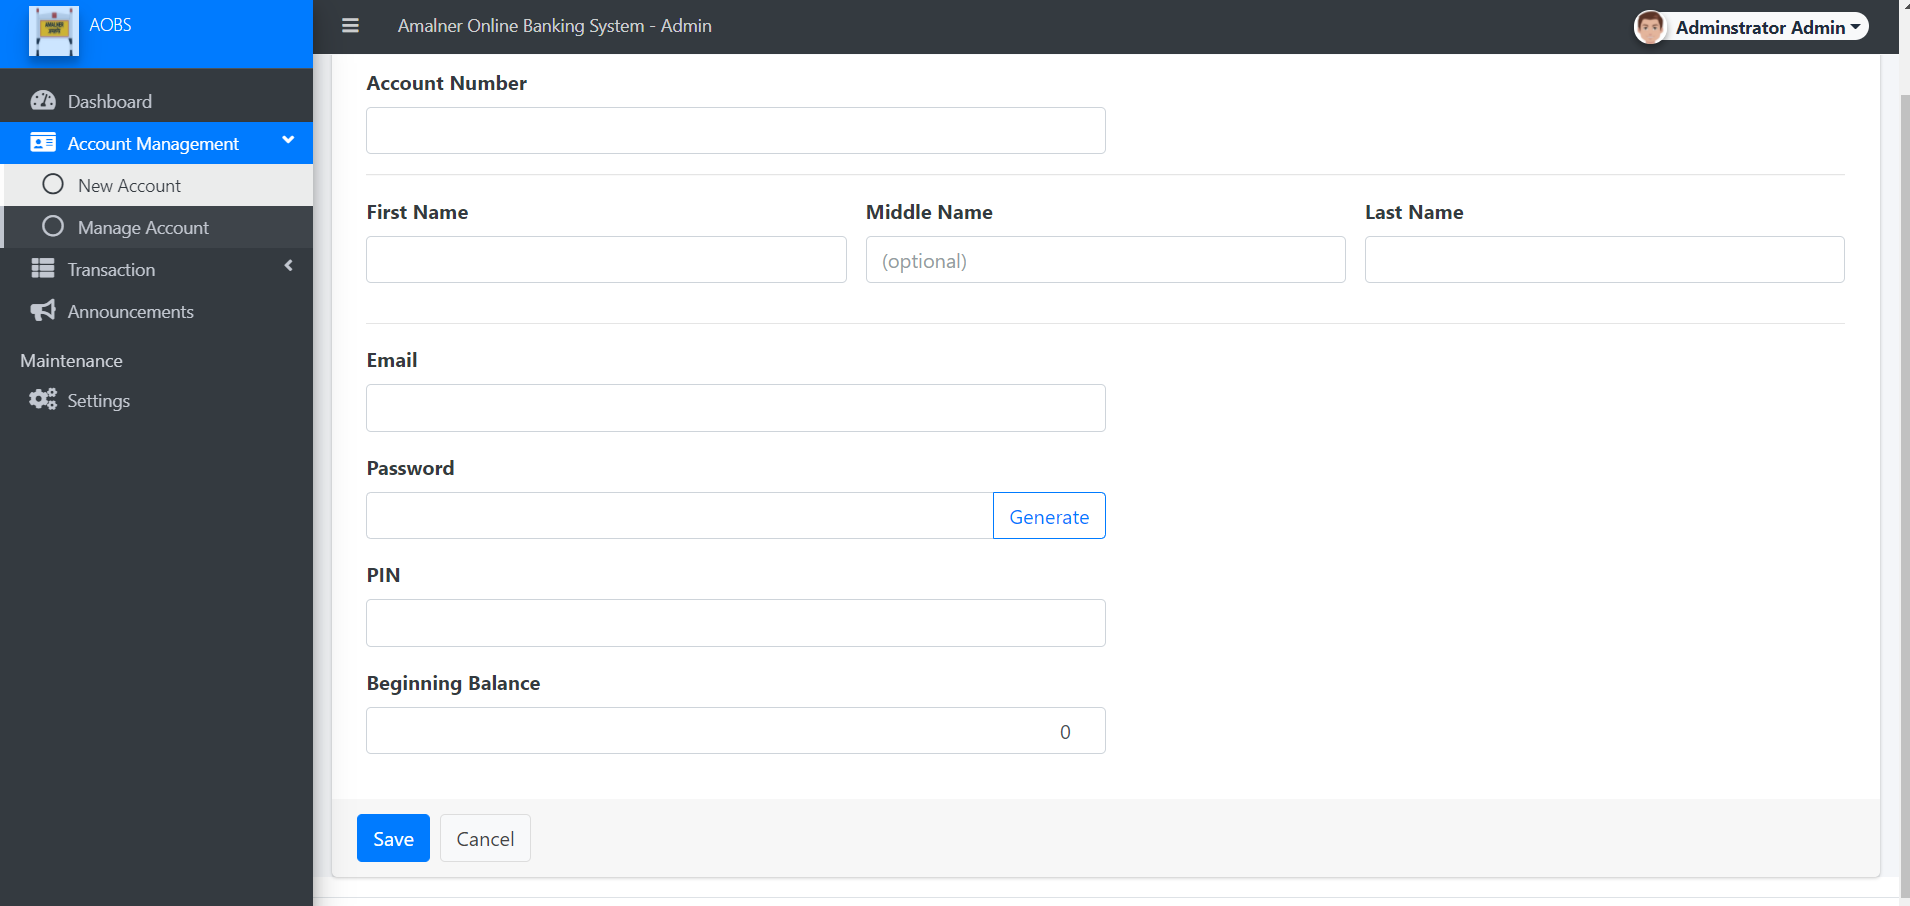 AOBS
Amalner Online Banking System - Admin
Adminstrator Admin
Dashboard
Account Management
New Account
Manage Account
Transaction
Announcements
Maintenance
Settings
Account Number
First Name
Middle Name
Last Name
(optional)
Email
Password
Generate
PIN
Beginning Balance
0
Save
Cancel